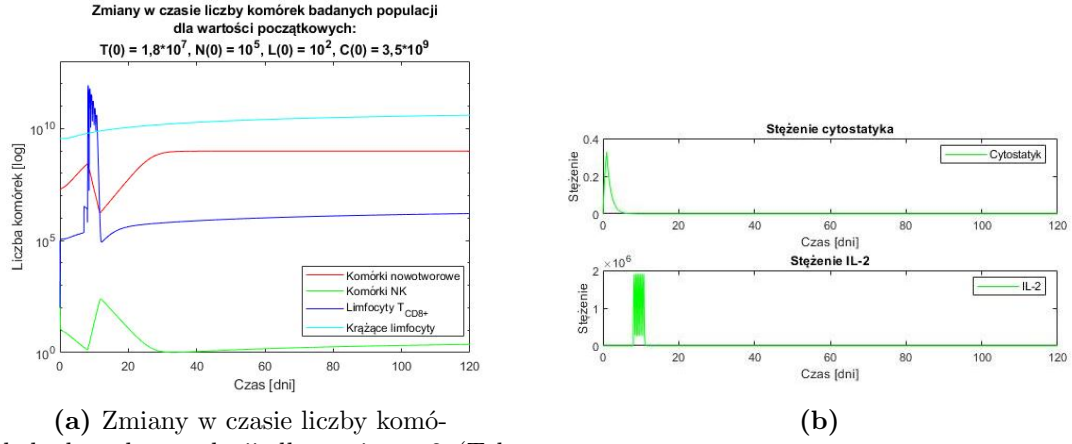 Zmiany w czasie liczby komórek badanych populacji
dla wartości początkowych:
T(0) = 1,8*10^7, N(0) = 10^5, L(0) = 10^2, C(0) = 3,5*10^9
Liczba komórek [log]
10^10
10^5
10^0
Komórki nowotworowe
Komórki NK
Limfocyty T_CD8+
Krążące limfocyty
0 20 40 60 80 100 120
Czas [dni]
(a) Zmiany w czasie liczby komó-
Stężenie cytostatyka
Stężenie
0.4
0.2
0
Cytostatyk
0 20 40 60 80 100 120
Czas [dni]
Stężenie IL-2
× 10^6
Stężenie
2
1
0
IL-2
0 20 40 60 80 100 120
Czas [dni]
(b)